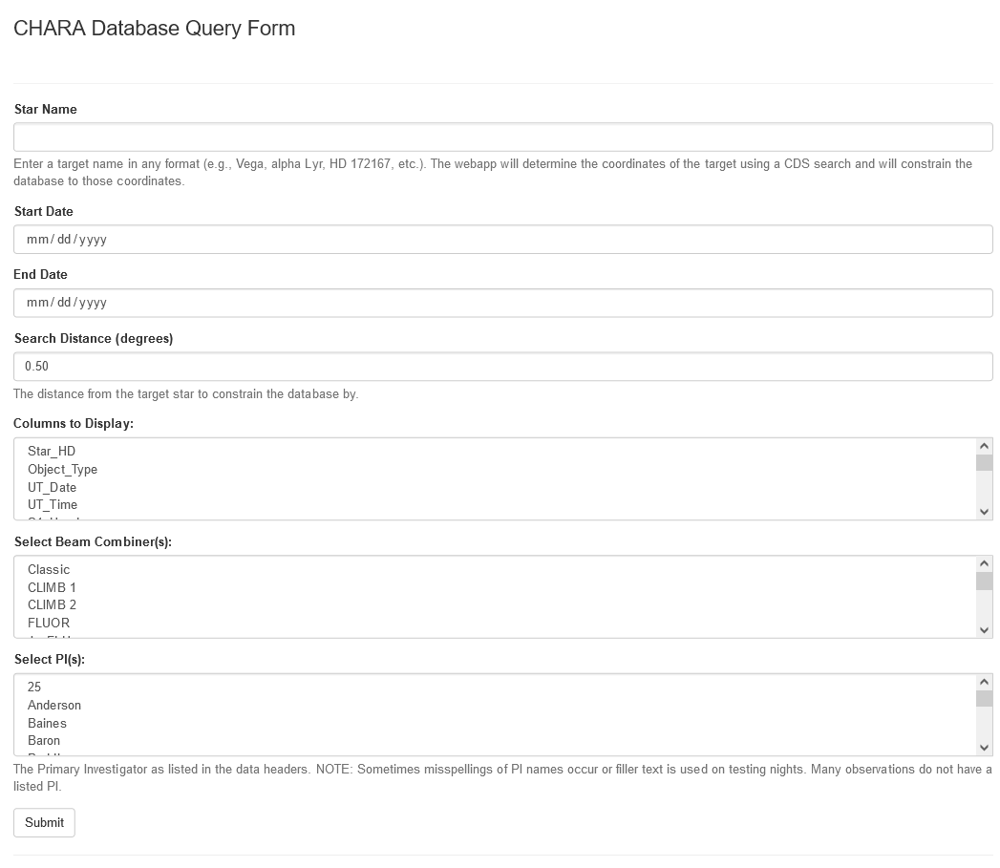 CHARA Database Query Form
Star Name
Enter a target name in any format (e.g., Vega, alpha Lyr, HD 172167, etc.). The webapp will determine the coordinates of the target using a CDS search and will constrain the
database to those coordinates.
Start Date
mm/dd/yyyy
End Date
mm/dd/yyyy
Search Distance (degrees)
0.50
The distance from the target star to constrain the database by.
Columns to Display:
Star_HD
Object_Type
UT_Date
UT_Time
Select Beam Combiner(s):
Classic
CLIMB 1
CLIMB 2
FLUOR
Select PI(s):
25
Anderson
Baines
Baron
The Primary Investigator as listed in the data headers. NOTE: Sometimes misspellings of PI names occur or filler text is used on testing nights. Many observations do not have a
listed PI.
Submit